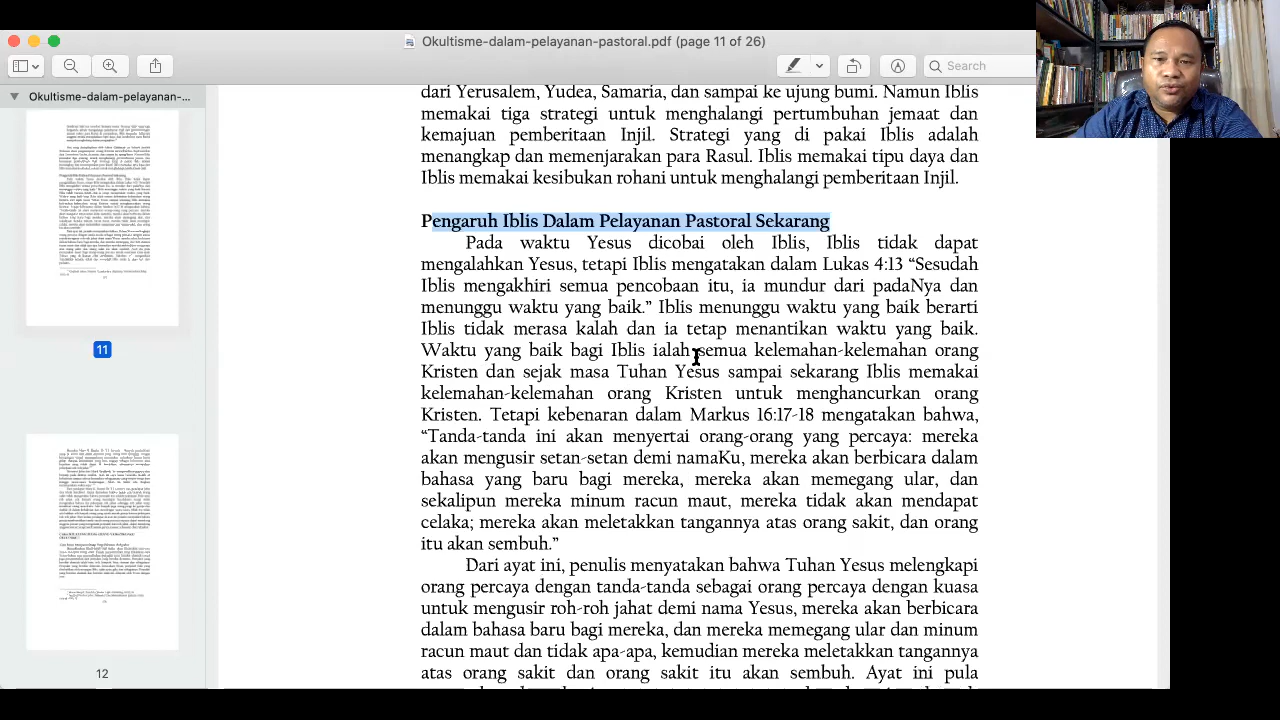 Okultisme-dalam-pelayanan-pastoral.pdf (page 11 of 26)
Search
Okultisme-dalam-pelayanan-...
11
12
dari Yerusalem, Yudea, Samaria, dan sampai ke ujung bumi. Namun Iblis
memakai tiga strategi untuk menghalangi pertumbuhan jemaat dan
kemajuan pemberitaan Injil. Strategi yang dipakai Iblis adalah
menangkap dan memenjarakan para Rasul. Iblis memakai tipu daya dan
Iblis memakai bahkan rohani untuk menghalangi pemberitaan Injil.
Pengaruh Iblis Dalam Pelayanan Pastoral Sekarang
Pada waktu Yesus dicobai oleh Iblis, Iblis tidak dapat
mengalahkan Yesus tetapi Iblis mengatakan dalam Lukas 4:13 “Sesudah
Iblis mengakhiri semua pencobaan itu, ia mundur dari padaNya dan
menunggu waktu yang baik.” Iblis menunggu waktu yang baik berarti
Iblis tidak merasa kalah dan ia tetap menantikan waktu yang baik.
Waktu yang baik bagi Iblis ialah semua kelemahan-kelemahan orang
Kristen dan sejak masa Tuhan Yesus sampai sekarang Iblis memakai
kelemahan-kelemahan orang Kristen untuk menghancurkan orang
Kristen. Tetapi kebenaran dalam Markus 16:17-18 mengatakan bahwa,
“Tanda-tanda ini akan menyertai orang-orang yang percaya: mereka
akan mengusir setan-setan demi namaKu, mereka akan berbicara dalam
bahasa yang baru bagi mereka, mereka akan memegang ular, dan
sekalipun mereka minum racun maut, mereka tidak akan mendapat
celaka; mereka akan meletakkan tangannya atas orang sakit, dan orang
itu akan sembuh.”
Dari ayat ini, penulis menyatakan bahwa Tuhan Yesus melengkapi
orang percaya dengan tanda-tanda sebagai orang percaya dengan kuasa
untuk mengusir roh-roh jahat demi nama Yesus, mereka akan berbicara
dalam bahasa baru bagi mereka, dan mereka memegang ular dan minum
racun maut dan tidak apa-apa, kemudian mereka meletakkan tangannya
atas orang sakit dan orang sakit itu akan sembuh. Ayat ini pula